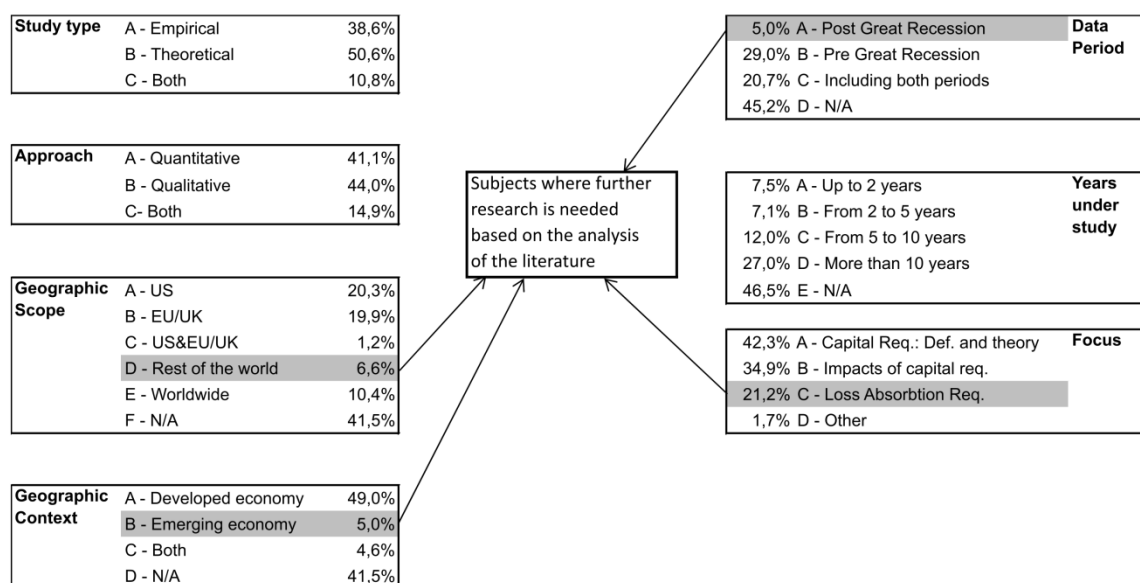 Study type A - Empirical 38,6%
B - Theoretical 50,6%
C - Both 10,8%
Approach A - Quantitative 41,1%
B - Qualitative 44,0%
C- Both 14,9%
Geographic A - US 20,3%
Scope B - EU/UK 19,9%
C - US&EU/UK 1,2%
D - Rest of the world 6,6%
E - Worldwide 10,4%
F - N/A 41,5%
Geographic A - Developed economy 49,0%
Context B - Emerging economy 5,0%
C - Both 4,6%
D - N/A 41,5%
Subjects where further
research is needed
based on the analysis
of the literature
5,0% A - Post Great Recession Data
29,0% B - Pre Great Recession Period
20,7% C - Including both periods
45,2% D - N/A
7,5% A - Up to 2 years Years
7,1% B - From 2 to 5 years under
12,0% C - From 5 to 10 years study
27,0% D - More than 10 years
46,5% E - N/A
42,3% A - Capital Req.: Def. and theory Focus
34,9% B - Impacts of capital req.
21,2% C - Loss Absorbtion Req.
1,7% D - Other